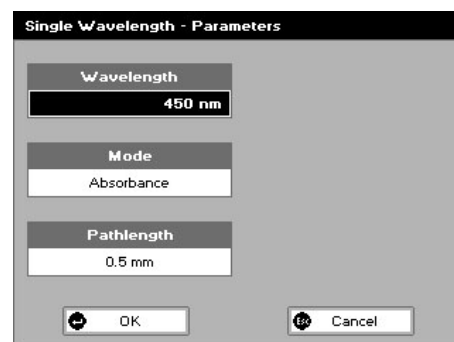 Single Wavelength - Parameters
Wavelength
450 nm
Mode
Absorbance
Pathlength
0.5 mm
OK
Esc Cancel